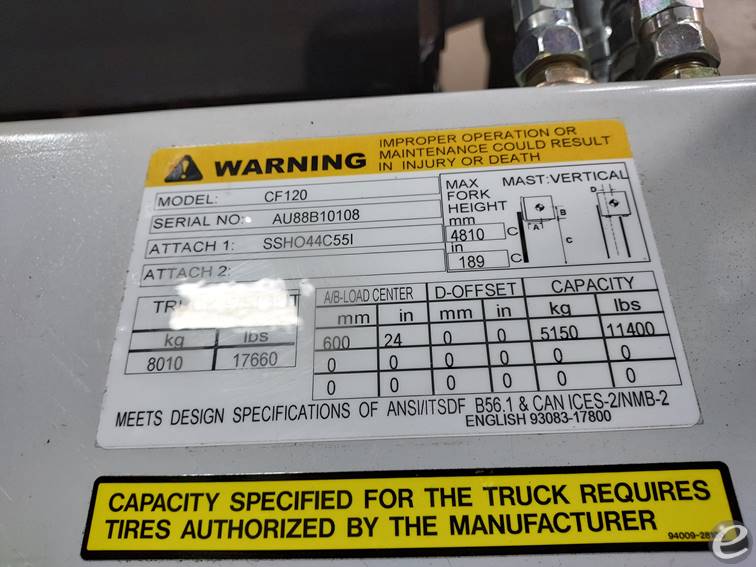 WARNING
IMPROPER OPERATION OR
MAINTENANCE COULD RESULT
IN INJURY OR DEATH
MODEL: CF120
SERIAL NO: AU88B10108
ATTACH 1: SSHO44C55I
ATTACH 2:
MAX
FORK
HEIGHT
mm
4810 C
in
189 C
MAST:VERTICAL
D
B
A
C
TRUCK
kg lbs
8010 17660
A/B-LOAD CENTER D-OFFSET CAPACITY
mm in mm in kg lbs
600 24 0 0 5150 11400
0 0 0 0 0 0
0 0 0 0 0 0
MEETS DESIGN SPECIFICATIONS OF ANSI/ITSDF B56.1 & CAN ICES-2/NMB-2
ENGLISH 93083-17800
CAPACITY SPECIFIED FOR THE TRUCK REQUIRES
TIRES AUTHORIZED BY THE MANUFACTURER
e